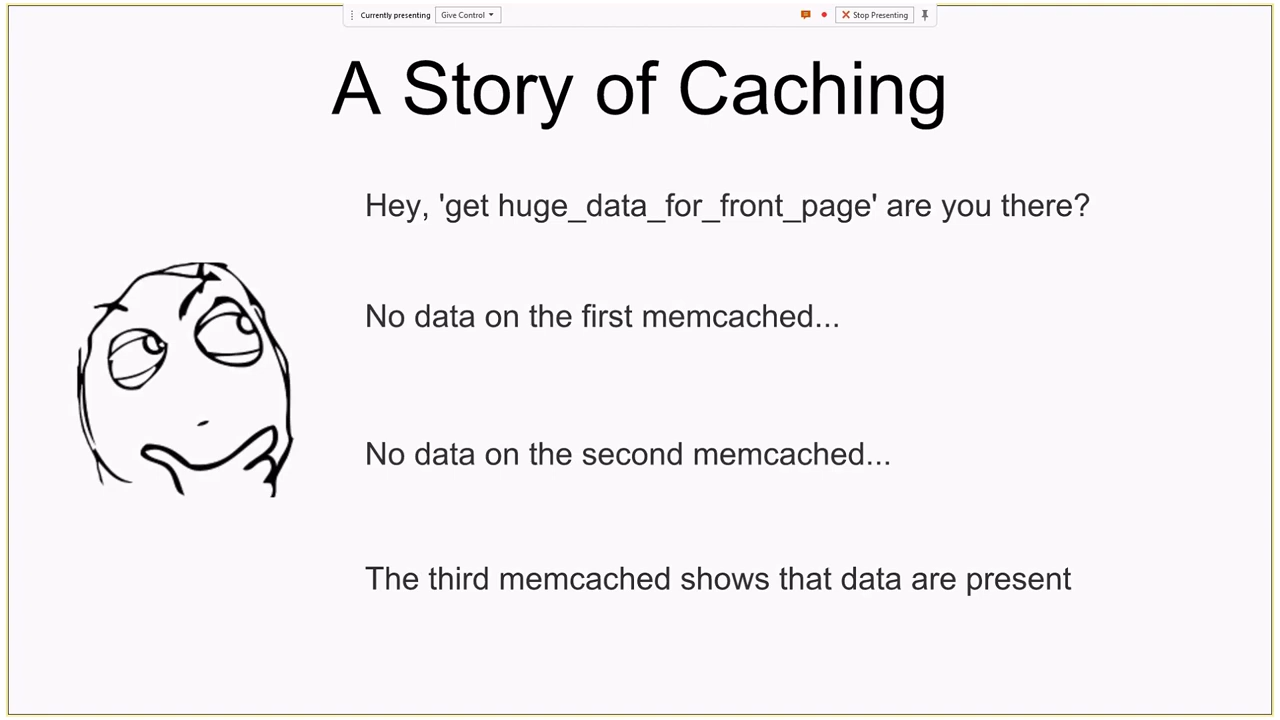 Currently presenting Give Control Stop Presenting
A Story of Caching
Hey, 'get huge_data_for_front_page' are you there?
No data on the first memcached...
No data on the second memcached...
The third memcached shows that data are present